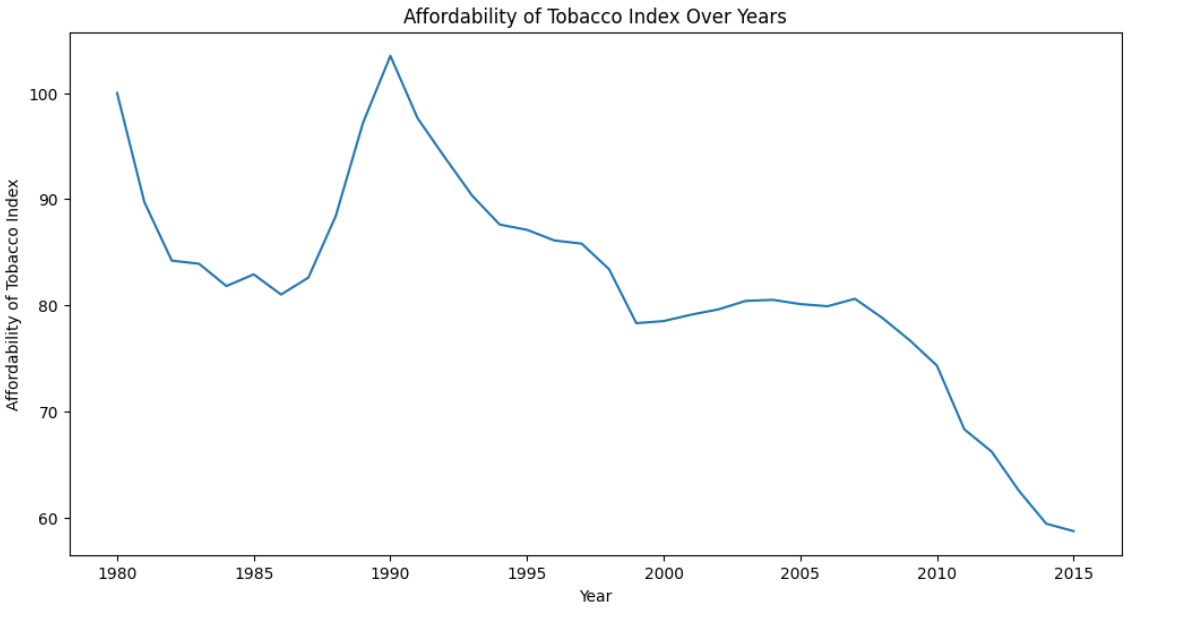 Affordability of Tobacco Index Over Years
Affordability of Tobacco Index
100
90
80
70
60
1980 1985 1990 1995 2000 2005 2010 2015
Year